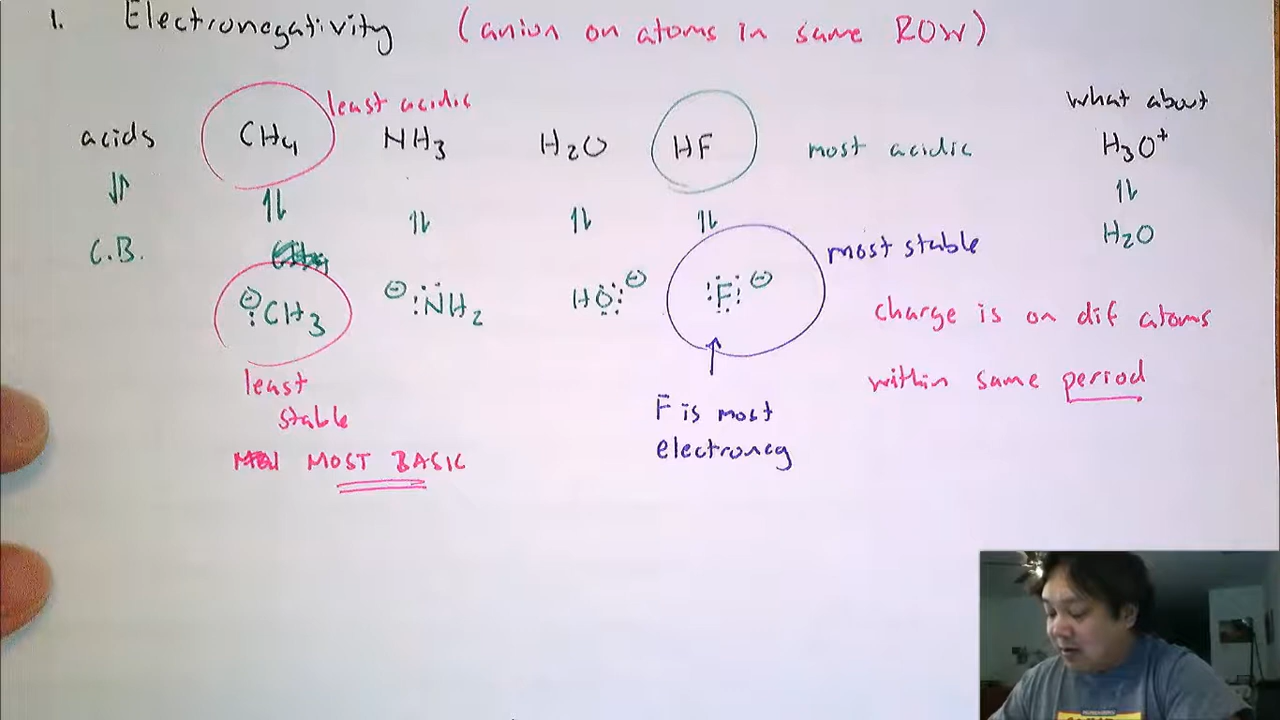 1. Electronegativity (anion on atoms in same ROW)
least acidic
what about
acids CH4 NH3 H2O HF most acidic H3O+
⇌ ⇌ ⇌ ⇌ ⇌ ⇌
C.B. H2O
most stable
⊖:CH3 ⊖:NH2 HO:⊖ :F:⊖
charge is on dif atoms
within same period
least
stable
MOST BASIC
↑
F is most
electroneg